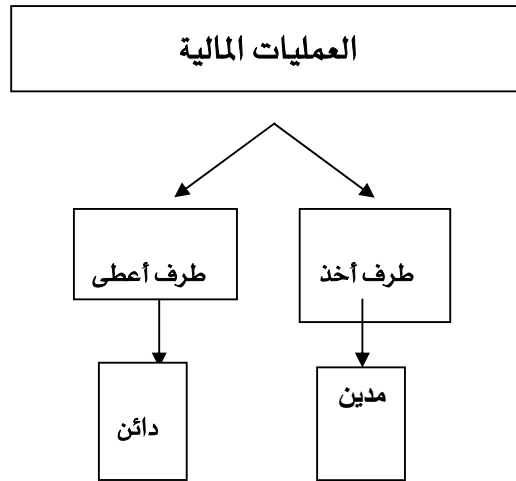 العمليات المالية
طرف أخذ
طرف أعطى
مدين
دائن